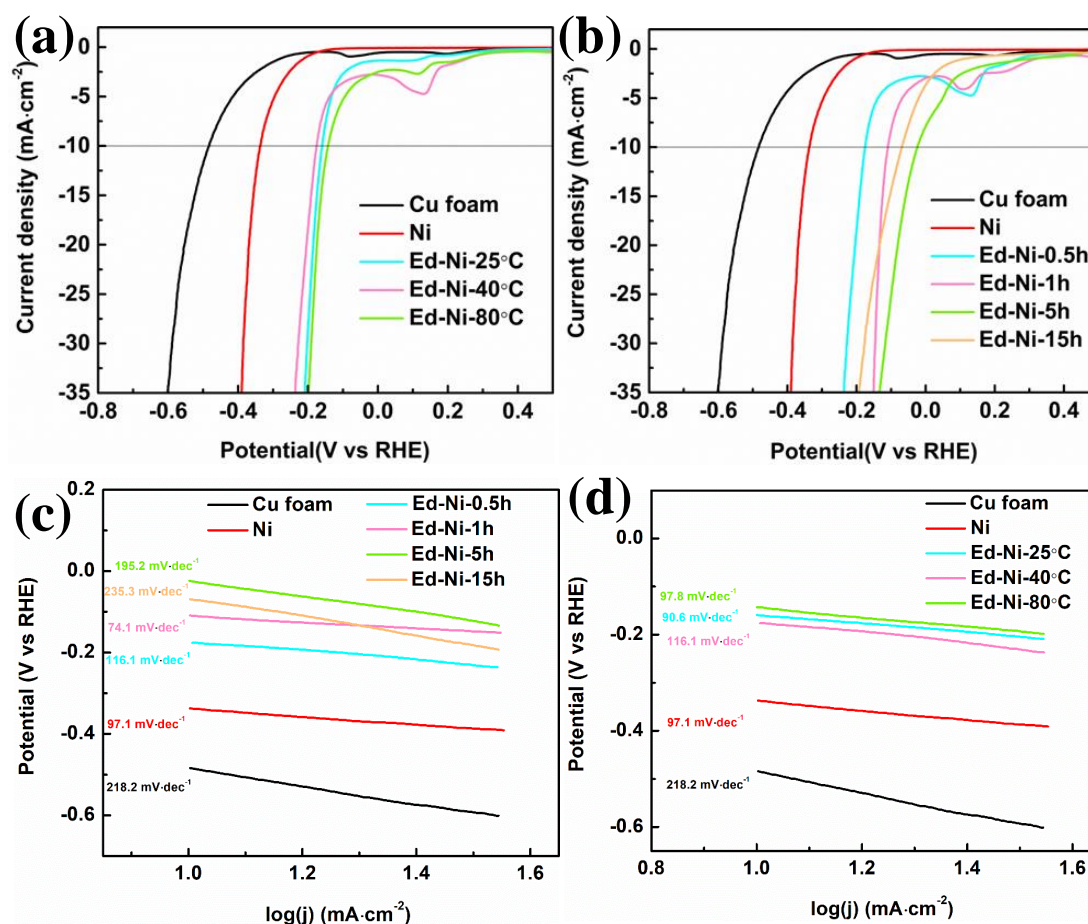 (a)
0
-5
-10
-15
-20
-25
-30
-35
Current density (mA·cm-2)
Cu foam
Ni
Ed-Ni-25°C
Ed-Ni-40°C
Ed-Ni-80°C
-0.8 -0.6 -0.4 -0.2 0.0 0.2 0.4
Potential(V vs RHE)
(b)
0
-5
-10
-15
-20
-25
-30
-35
Current density (mA·cm-2)
Cu foam
Ni
Ed-Ni-0.5h
Ed-Ni-1h
Ed-Ni-5h
Ed-Ni-15h
-0.8 -0.6 -0.4 -0.2 0.0 0.2 0.4
Potential(V vs RHE)
(c)
0.2
0.0
-0.2
-0.4
-0.6
Potential (V vs RHE)
Cu foam
Ni
Ed-Ni-0.5h
Ed-Ni-1h
Ed-Ni-5h
Ed-Ni-15h
195.2 mV·dec-1
235.3 mV·dec-1
74.1 mV·dec-1
116.1 mV·dec-1
97.1 mV·dec-1
218.2 mV·dec-1
1.0 1.2 1.4 1.6
log(j) (mA·cm-2)
(d)
0.0
-0.2
-0.4
-0.6
Potential (V vs RHE)
Cu foam
Ni
Ed-Ni-25°C
Ed-Ni-40°C
Ed-Ni-80°C
97.8 mV·dec-1
90.6 mV·dec-1
116.1 mV·dec-1
97.1 mV·dec-1
218.2 mV·dec-1
0.8 1.0 1.2 1.4 1.6
log(j) (mA·cm-2)